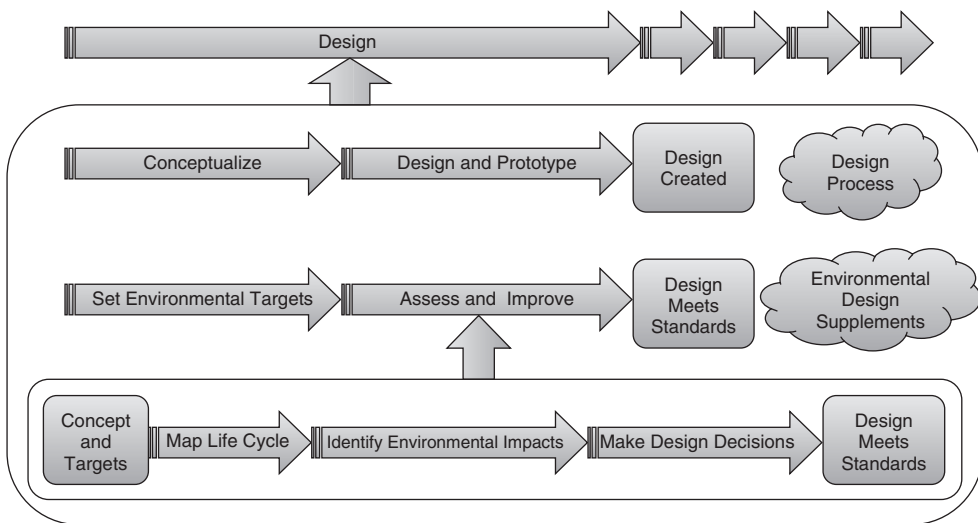 Design
Conceptualize
Design and Prototype
Design
Created
Design
Process
Set Environmental Targets
Assess and Improve
Design
Meets
Standards
Environmental
Design
Supplements
Concept
and
Targets
Map Life Cycle
Identify Environmental Impacts
Make Design Decisions
Design
Meets
Standards